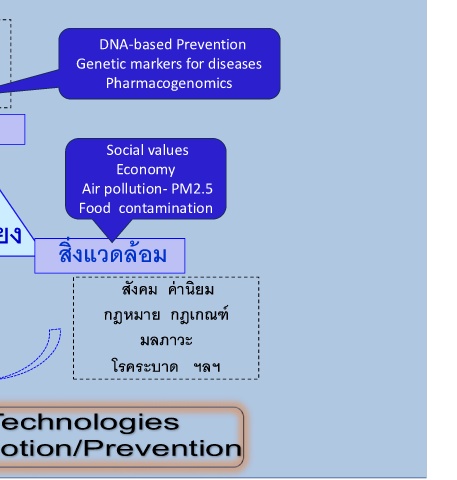 DNA-based Prevention
Genetic markers for diseases
Pharmacogenomics
Social values
Economy
Air pollution- PM2.5
Food contamination
สิ่งแวดล้อม
สังคม ค่านิยม
กฎหมาย กฎเกณฑ์
มลภาวะ
โรคระบาด ฯลฯ
Technologies
otion/Prevention